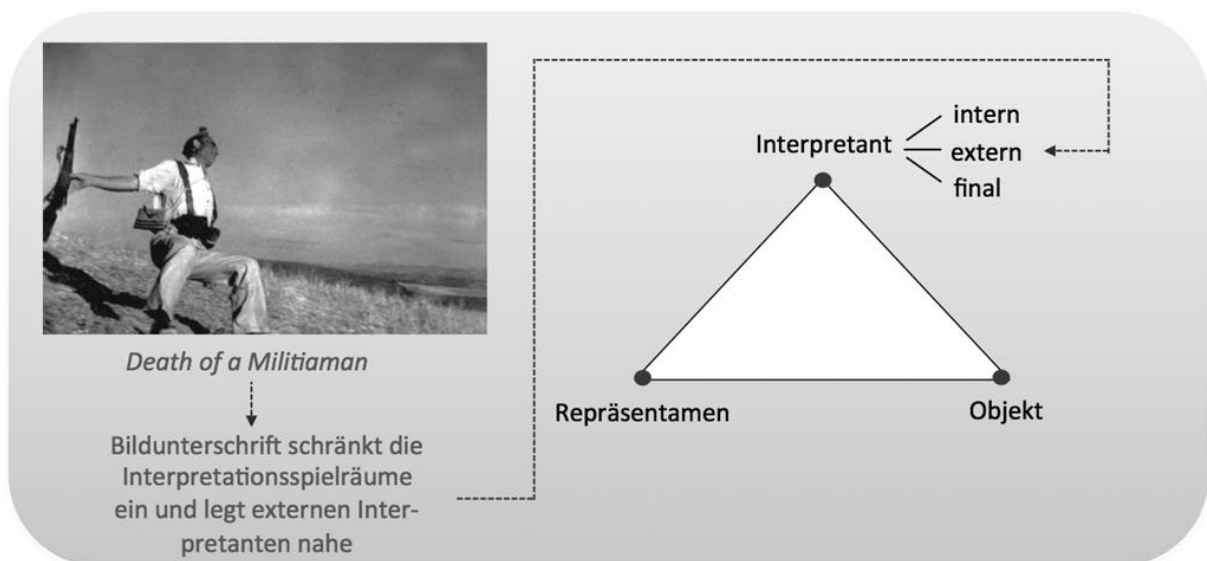 Death of a Militiaman
Bildunterschrift schränkt die
Interpretationsspielräume
ein und legt externen Inter-
pretanten nahe
Interpretant
intern
extern
final
Repräsentamen
Objekt